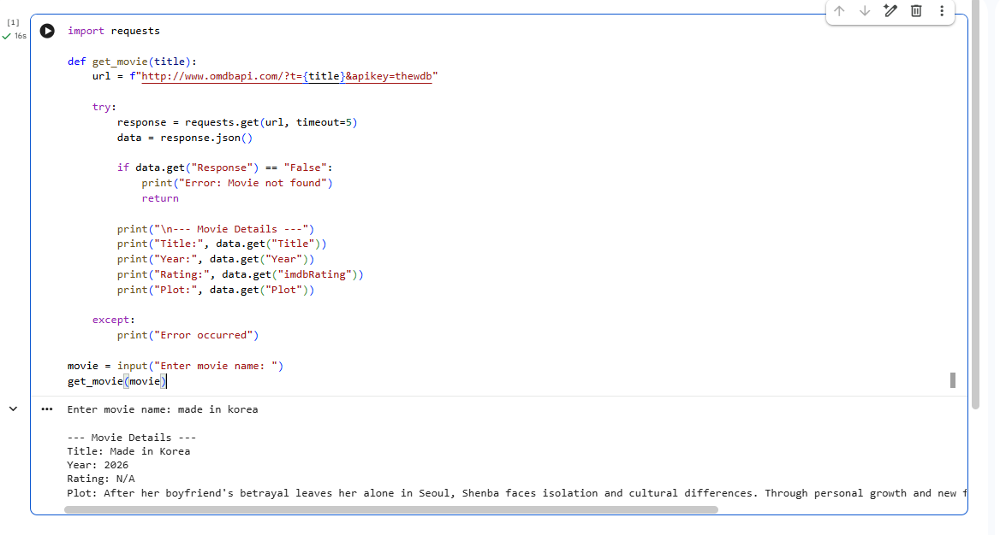 [1]
16s
import requests
def get_movie(title):
    url = f"http://www.omdbapi.com/?t={title}&apikey=thewdb"
    try:
        response = requests.get(url, timeout=5)
        data = response.json()
        if data.get("Response") == "False":
            print("Error: Movie not found")
            return
        print("\n--- Movie Details ---")
        print("Title:", data.get("Title"))
        print("Year:", data.get("Year"))
        print("Rating:", data.get("imdbRating"))
        print("Plot:", data.get("Plot"))
    except:
        print("Error occurred")
movie = input("Enter movie name: ")
get_movie(movie)
Enter movie name: made in korea
--- Movie Details ---
Title: Made in Korea
Year: 2026
Rating: N/A
Plot: After her boyfriend's betrayal leaves her alone in Seoul, Shenba faces isolation and cultural differences. Through personal growth and new